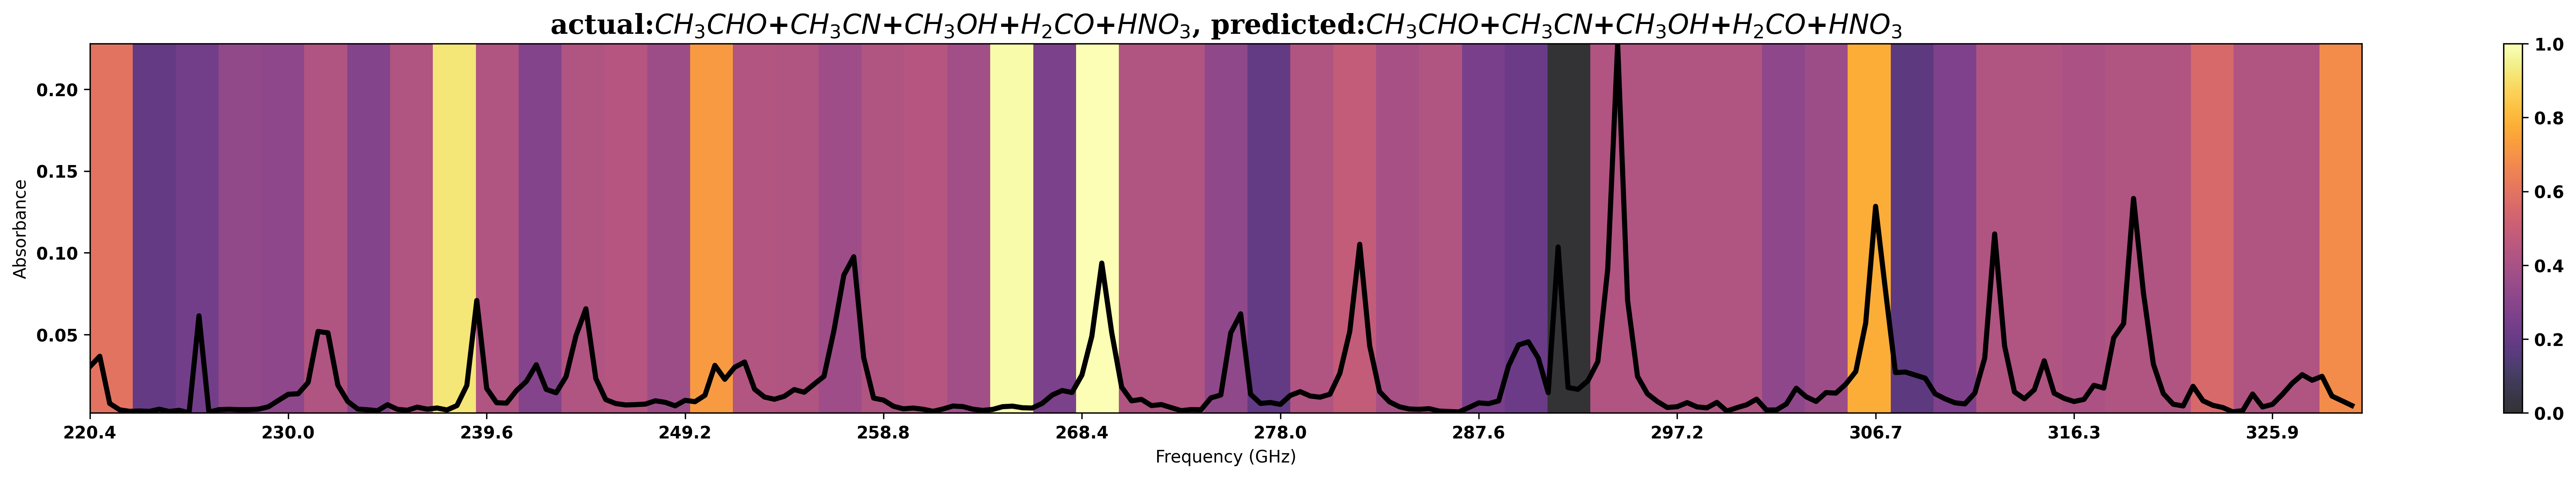 actual:CH₃CHO+CH₃CN+CH₃OH+H₂CO+HNO₃, predicted:CH₃CHO+CH₃CN+CH₃OH+H₂CO+HNO₃
0.20
0.15
0.10
0.05
Absorbance
220.4 230.0 239.6 249.2 258.8 268.4 278.0 287.6 297.2 306.7 316.3 325.9
Frequency (GHz)
1.0
0.8
0.6
0.4
0.2
0.0